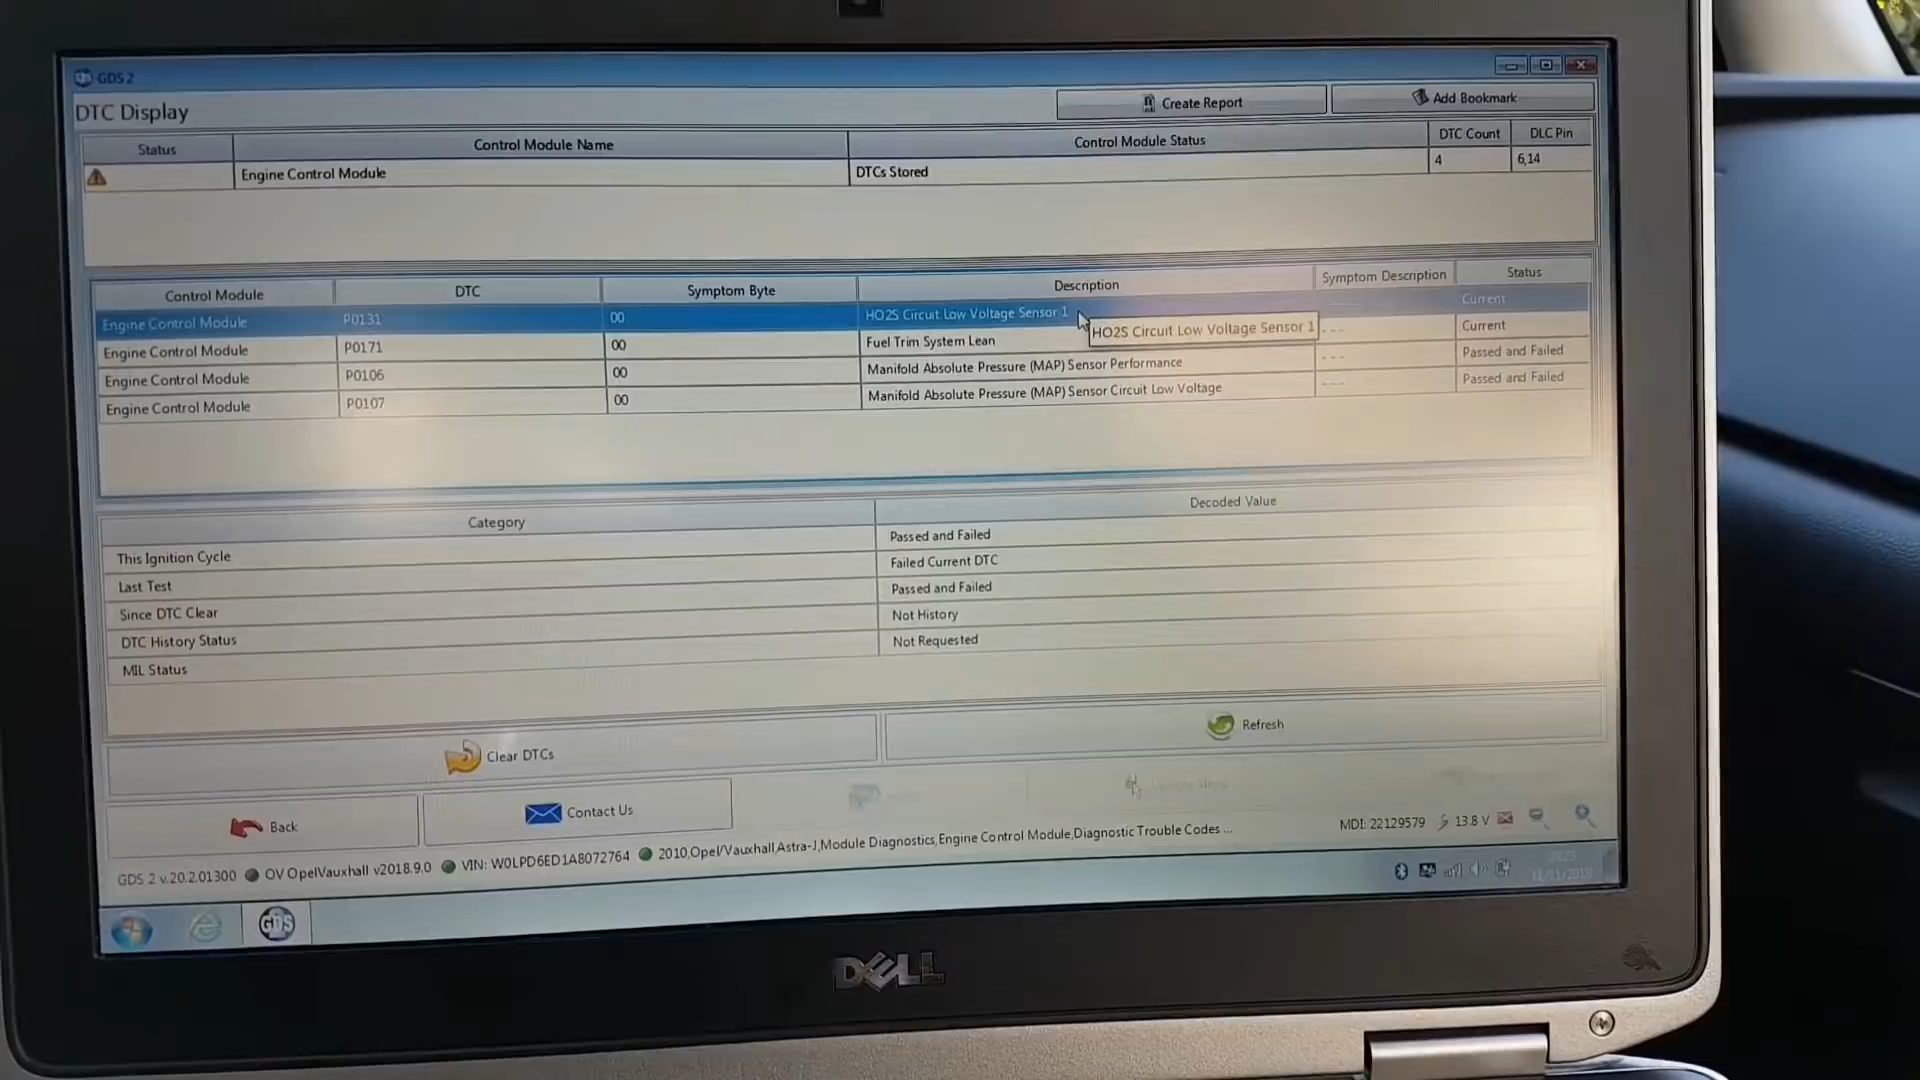 GDS 2
DTC Display
Create Report
Add Bookmark
Status Control Module Name Control Module Status DTC Count DLC Pin
Engine Control Module DTCs Stored 4 6,14
Control Module DTC Symptom Byte Description Symptom Description Status
Engine Control Module P0131 00 HO2S Circuit Low Voltage Sensor 1 Current
HO2S Circuit Low Voltage Sensor 1
Engine Control Module P0171 00 Fuel Trim System Lean - - - Current
Engine Control Module P0106 00 Manifold Absolute Pressure (MAP) Sensor Performance - - - Passed and Failed
Engine Control Module P0107 00 Manifold Absolute Pressure (MAP) Sensor Circuit Low Voltage - - - Passed and Failed
Category Decoded Value
This Ignition Cycle Passed and Failed
Last Test Failed Current DTC
Since DTC Clear Passed and Failed
DTC History Status Not History
MIL Status Not Requested
Clear DTCs
Refresh
Back
Contact Us
MDI: 22129579 13.8 V
GDS 2 v.20.2.01300 OV OpelVauxhall v2018.9.0 VIN: W0LPD6ED1A8072764 2010,Opel/Vauxhall,Astra-J,Module Diagnostics,Engine Control Module,Diagnostic Trouble Codes ...
GDS
DELL